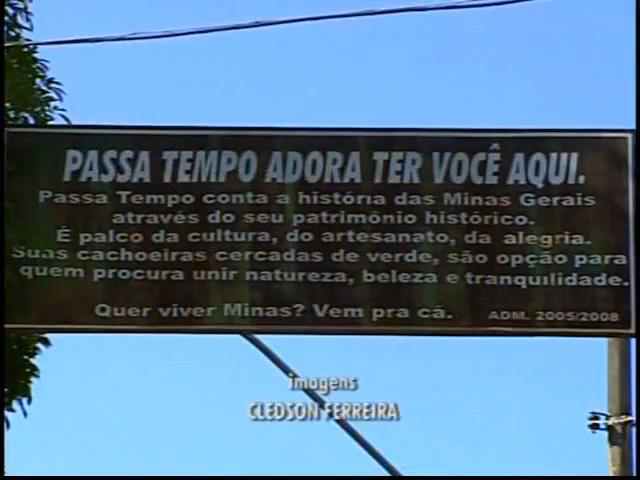 PASSA TEMPO ADORA TER VOCÊ AQUI.
Passa Tempo conta a história das Minas Gerais
através do seu patrimônio histórico.
É palco da cultura, do artesanato, da alegria.
Suas cachoeiras cercadas de verde, são opção para
quem procura unir natureza, beleza e tranquilidade.
Quer viver Minas? Vem pra cá. ADM. 2005/2008
imagens
CLEDSON FERREIRA